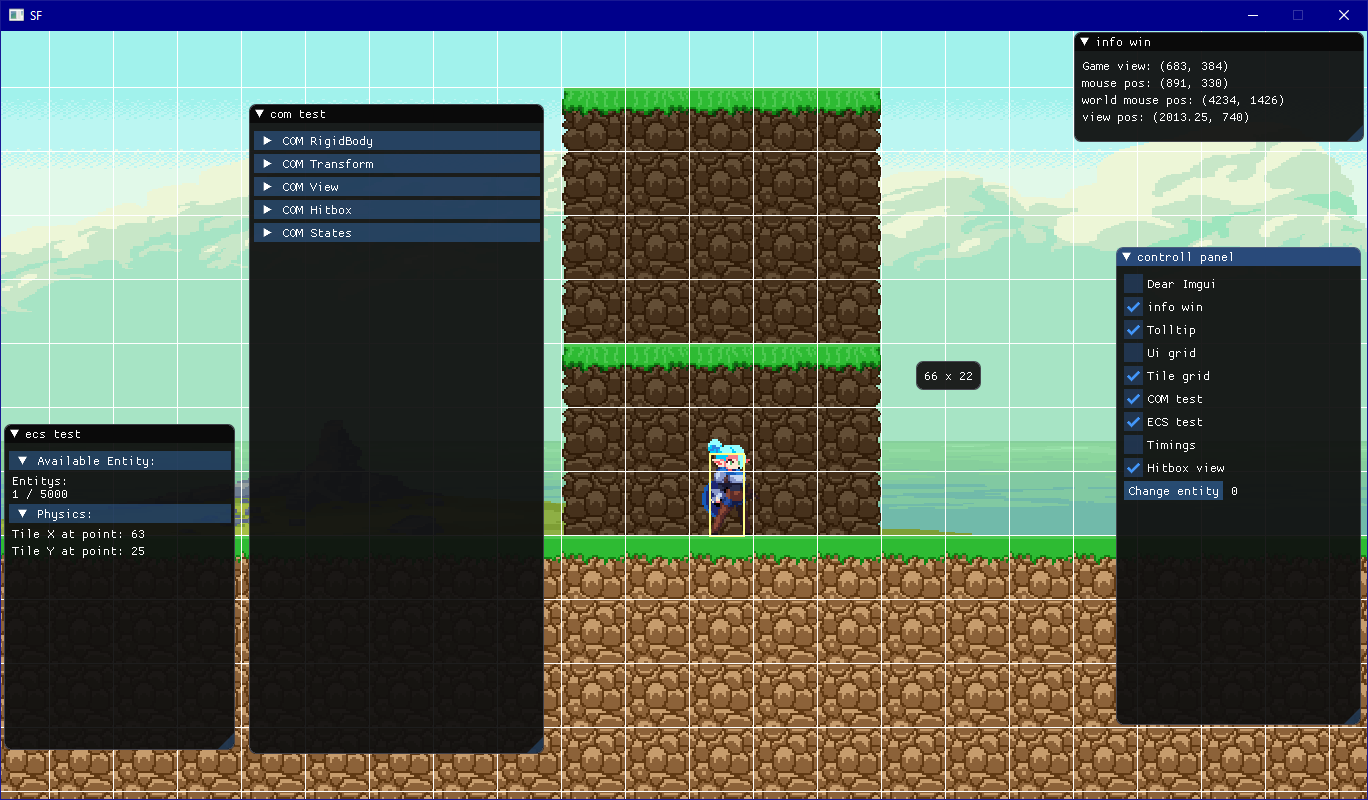 SF
info win
Game view: (683, 384)
mouse pos: (891, 330)
world mouse pos: (4234, 1426)
view pos: (2013.25, 740)
com test
COM RigidBody
COM Transform
COM View
COM Hitbox
COM States
controll panel
Dear Imgui
info win
Tolltip
Ui grid
Tile grid
COM test
ECS test
Timings
Hitbox view
Change entity 0
66 x 22
ecs test
Available Entity:
Entitys:
1 / 5000
Physics:
Tile X at point: 63
Tile Y at point: 25